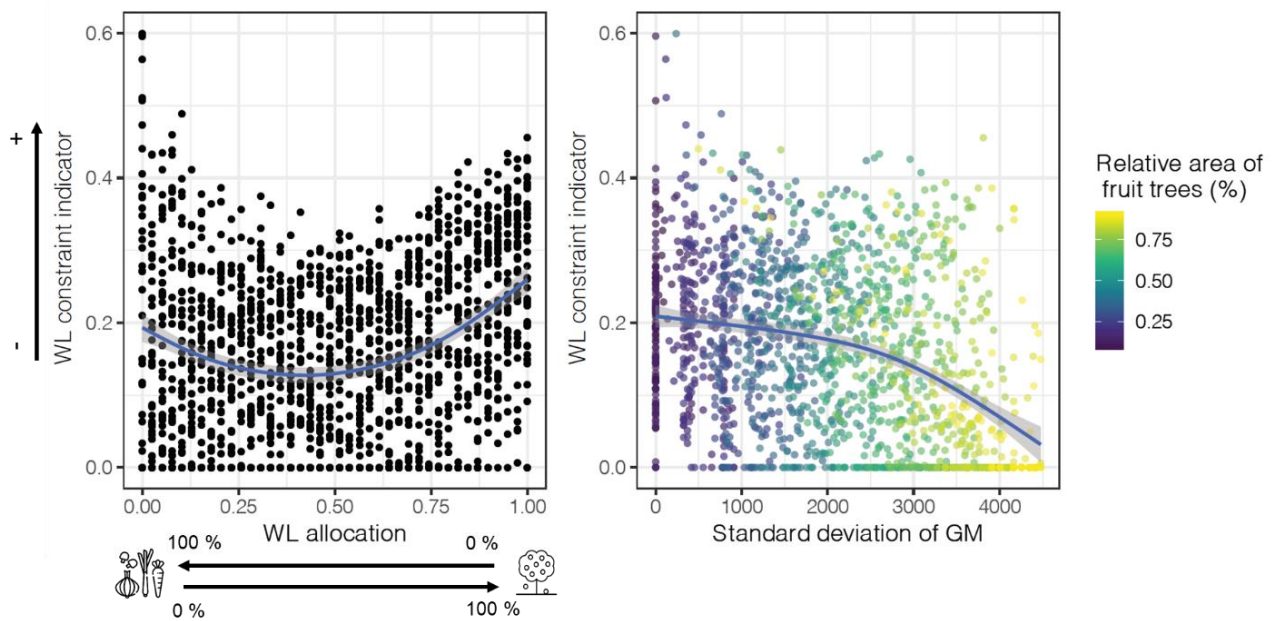 +
-
WL constraint indicator
0.6
0.4
0.2
0.0
0.00 0.25 0.50 0.75 1.00
WL allocation
100 % 0 %
0 % 100 %
WL constraint indicator
0.6
0.4
0.2
0.0
0 1000 2000 3000 4000
Standard deviation of GM
Relative area of
fruit trees (%)
0.75
0.50
0.25